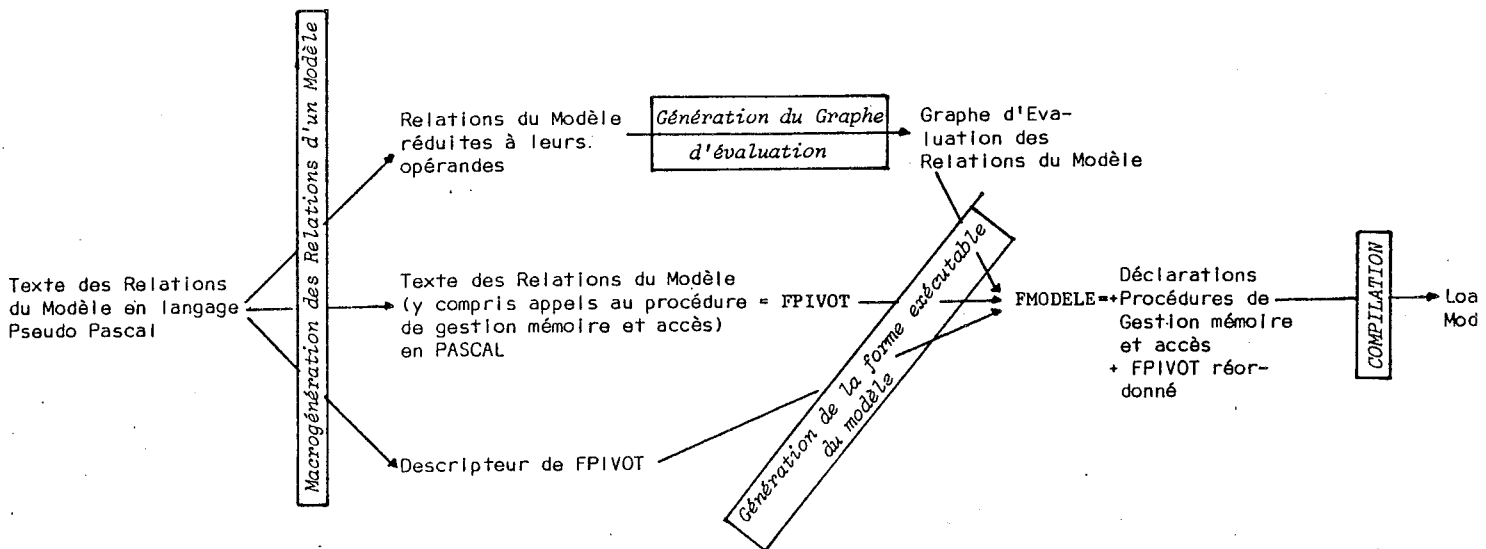 Texte des Relations
du Modèle en langage
Pseudo Pascal
Macrogénération des Relations d'un Modèle
Relations du Modèle
réduites à leurs
opérandes
Génération du Graphe
d'évaluation
Graphe d'Eva-
luation des
Relations du Modèle
Texte des Relations du Modèle
(y compris appels au procédure = FPIVOT
de gestion mémoire et accès)
en PASCAL
Descripteur de FPIVOT
Génération de la forme exécutable
du modèle
FMODELE=+
Déclarations
Procédures de
Gestion mémoire
et accès
+ FPIVOT réor-
donné
COMPILATION
Loa
Mod